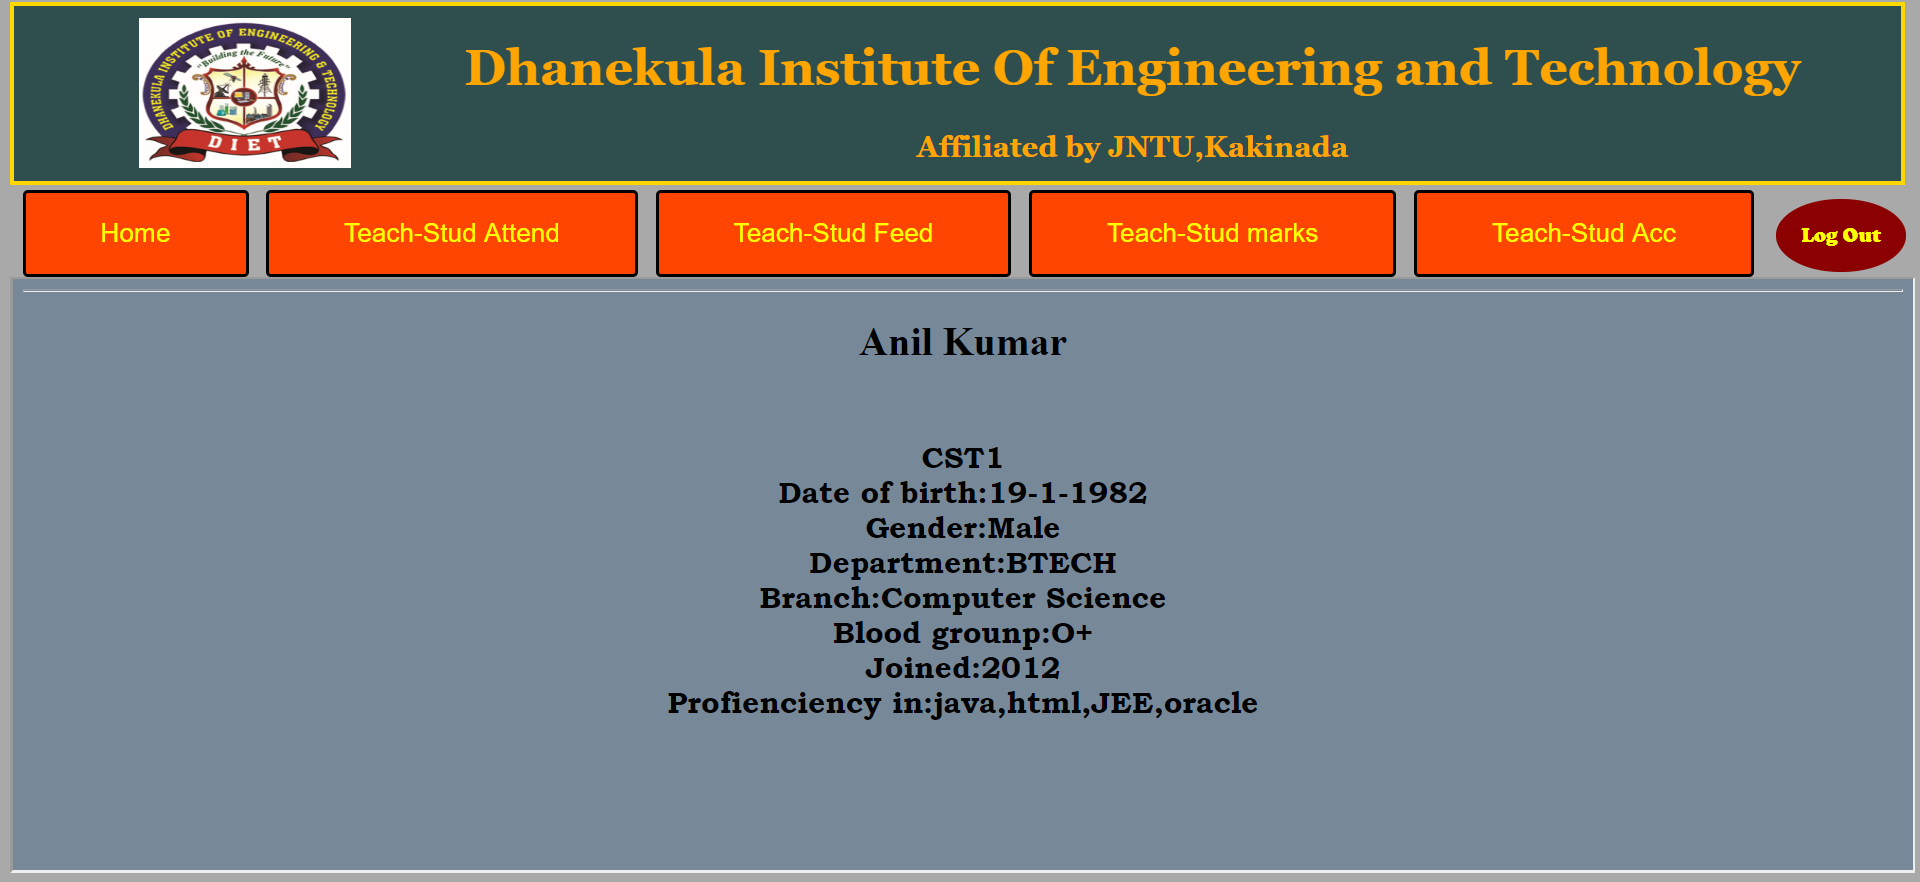 DHANEKULA INSTITUTE OF ENGINEERING & TECHNOLOGY
"Building the Future"
DIET
Dhanekula Institute Of Engineering and Technology
Affiliated by JNTU,Kakinada
Home
Teach-Stud Attend
Teach-Stud Feed
Teach-Stud marks
Teach-Stud Acc
Log Out
Anil Kumar
CST1
Date of birth:19-1-1982
Gender:Male
Department:BTECH
Branch:Computer Science
Blood grounp:O+
Joined:2012
Profienciency in:java,html,JEE,oracle